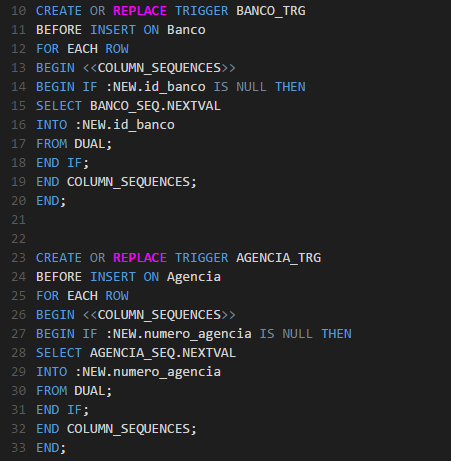 10 CREATE OR REPLACE TRIGGER BANCO_TRG
11 BEFORE INSERT ON Banco
12 FOR EACH ROW
13 BEGIN <<COLUMN_SEQUENCES>>
14 BEGIN IF :NEW.id_banco IS NULL THEN
15 SELECT BANCO_SEQ.NEXTVAL
16 INTO :NEW.id_banco
17 FROM DUAL;
18 END IF;
19 END COLUMN_SEQUENCES;
20 END;
21
22
23 CREATE OR REPLACE TRIGGER AGENCIA_TRG
24 BEFORE INSERT ON Agencia
25 FOR EACH ROW
26 BEGIN <<COLUMN_SEQUENCES>>
27 BEGIN IF :NEW.numero_agencia IS NULL THEN
28 SELECT AGENCIA_SEQ.NEXTVAL
29 INTO :NEW.numero_agencia
30 FROM DUAL;
31 END IF;
32 END COLUMN_SEQUENCES;
33 END;